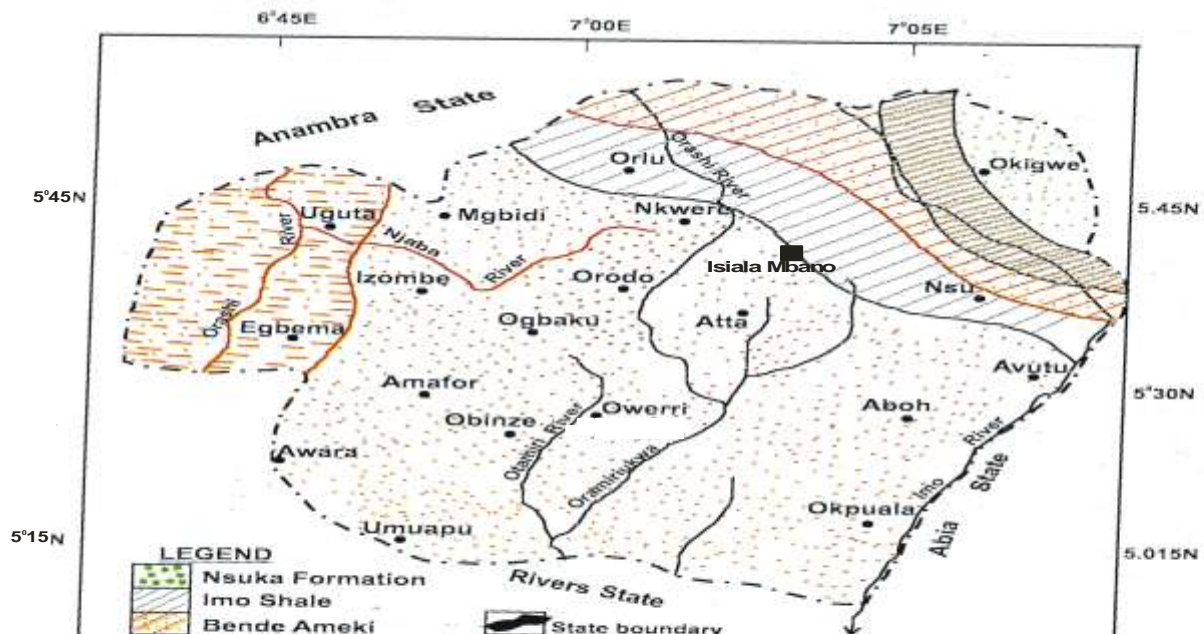 6°45E 7°00E 7°05E
Anambra State
Okigwe
Orlu
Orashi River
5°45N
5.45N
Uguta
Mgbidi
Nkwert
River
Njaba
River
Isiala Mbano
Izombe
Orodo
Nsu
Orashi
Egbema
Ogbaku
Atta
Avutu
Amafor
5°30N
Obinze
Owerri
Aboh
Otamiri River
Awara
Oramiriukwa
River
Imo
Abia State
Okpuala
Umuapu
5°15N
5.015N
Rivers State
LEGEND
Nsuka Formation
Imo Shale
Bende Ameki
State boundary